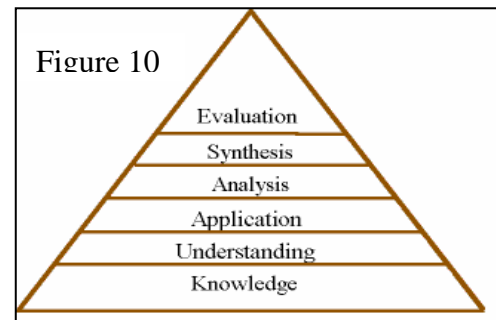 Figure 10
Evaluation
Synthesis
Analysis
Application
Understanding
Knowledge